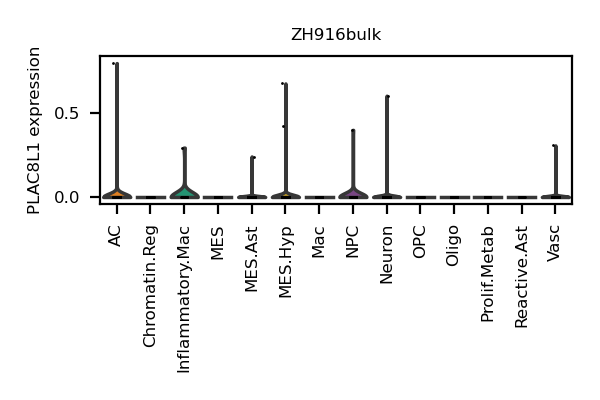 ZH916bulk
PLAC8L1 expression
0.5
0.0
AC
Chromatin.Reg
Inflammatory.Mac
MES
MES.Ast
MES.Hyp
Mac
NPC
Neuron
OPC
Oligo
Prolif.Metab
Reactive.Ast
Vasc